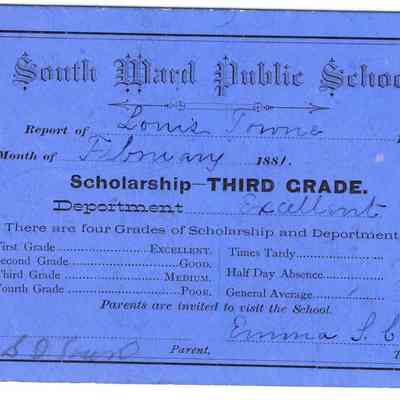 South Ward Public Schoo
Report of Louis Towne
Month of February 1881.
Scholarship—THIRD GRADE.
Deportment Excellent
There are four Grades of Scholarship and Deportment
First Grade EXCELLENT.
Second Grade GOOD.
Third Grade MEDIUM.
Fourth Grade POOR.
Times Tardy
Half Day Absence
General Average
Parents are invited to visit the School.
Emma S. C
Parent. T